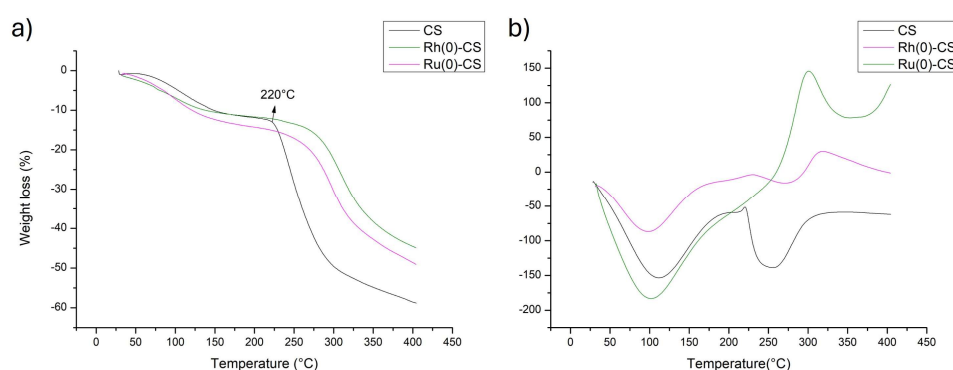 a)
CS
Rh(0)-CS
Ru(0)-CS
220°C
0
-10
-20
-30
-40
-50
-60
Weight loss (%)
0 50 100 150 200 250 300 350 400 450
Temperature (°C)
b)
CS
Rh(0)-CS
Ru(0)-CS
150
100
50
0
-50
-100
-150
-200
0 50 100 150 200 250 300 350 400 450
Temperature(°C)